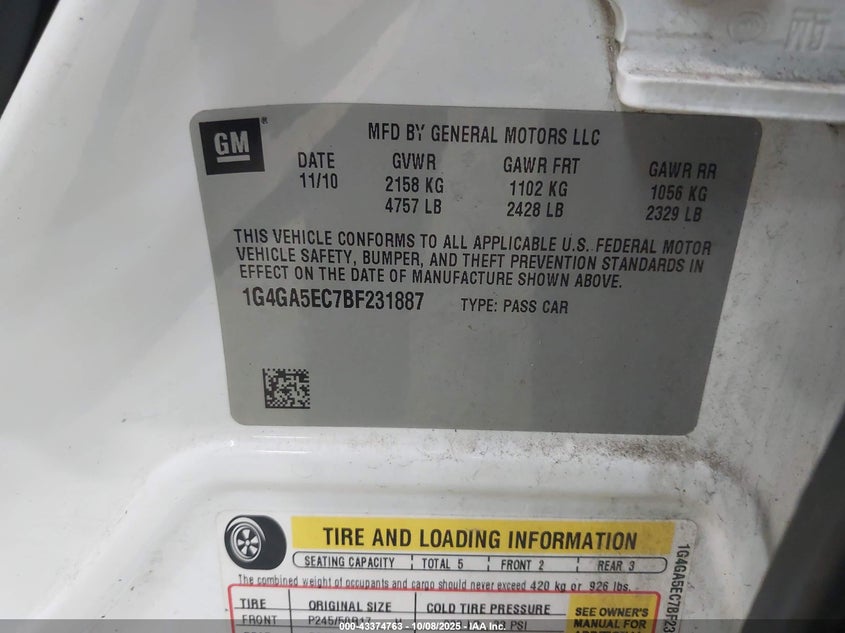 GM ®
MFD BY GENERAL MOTORS LLC
DATE GVWR GAWR FRT GAWR RR
11/10 2158 KG 1102 KG 1056 KG
4757 LB 2428 LB 2329 LB
THIS VEHICLE CONFORMS TO ALL APPLICABLE U.S. FEDERAL MOTOR
VEHICLE SAFETY, BUMPER, AND THEFT PREVENTION STANDARDS IN
EFFECT ON THE DATE OF MANUFACTURE SHOWN ABOVE.
1G4GA5EC7BF231887 TYPE: PASS CAR
TIRE AND LOADING INFORMATION
SEATING CAPACITY TOTAL 5 FRONT 2 REAR 3
The combined weight of occupants and cargo should never exceed 420 kg or 926 lbs.
TIRE ORIGINAL SIZE COLD TIRE PRESSURE
SEE OWNER'S
MANUAL FOR
FRONT P245/50R17 PSI
1G4GA5EC7BF23
000-43374763 - 10/08/2025 - IAA Inc.